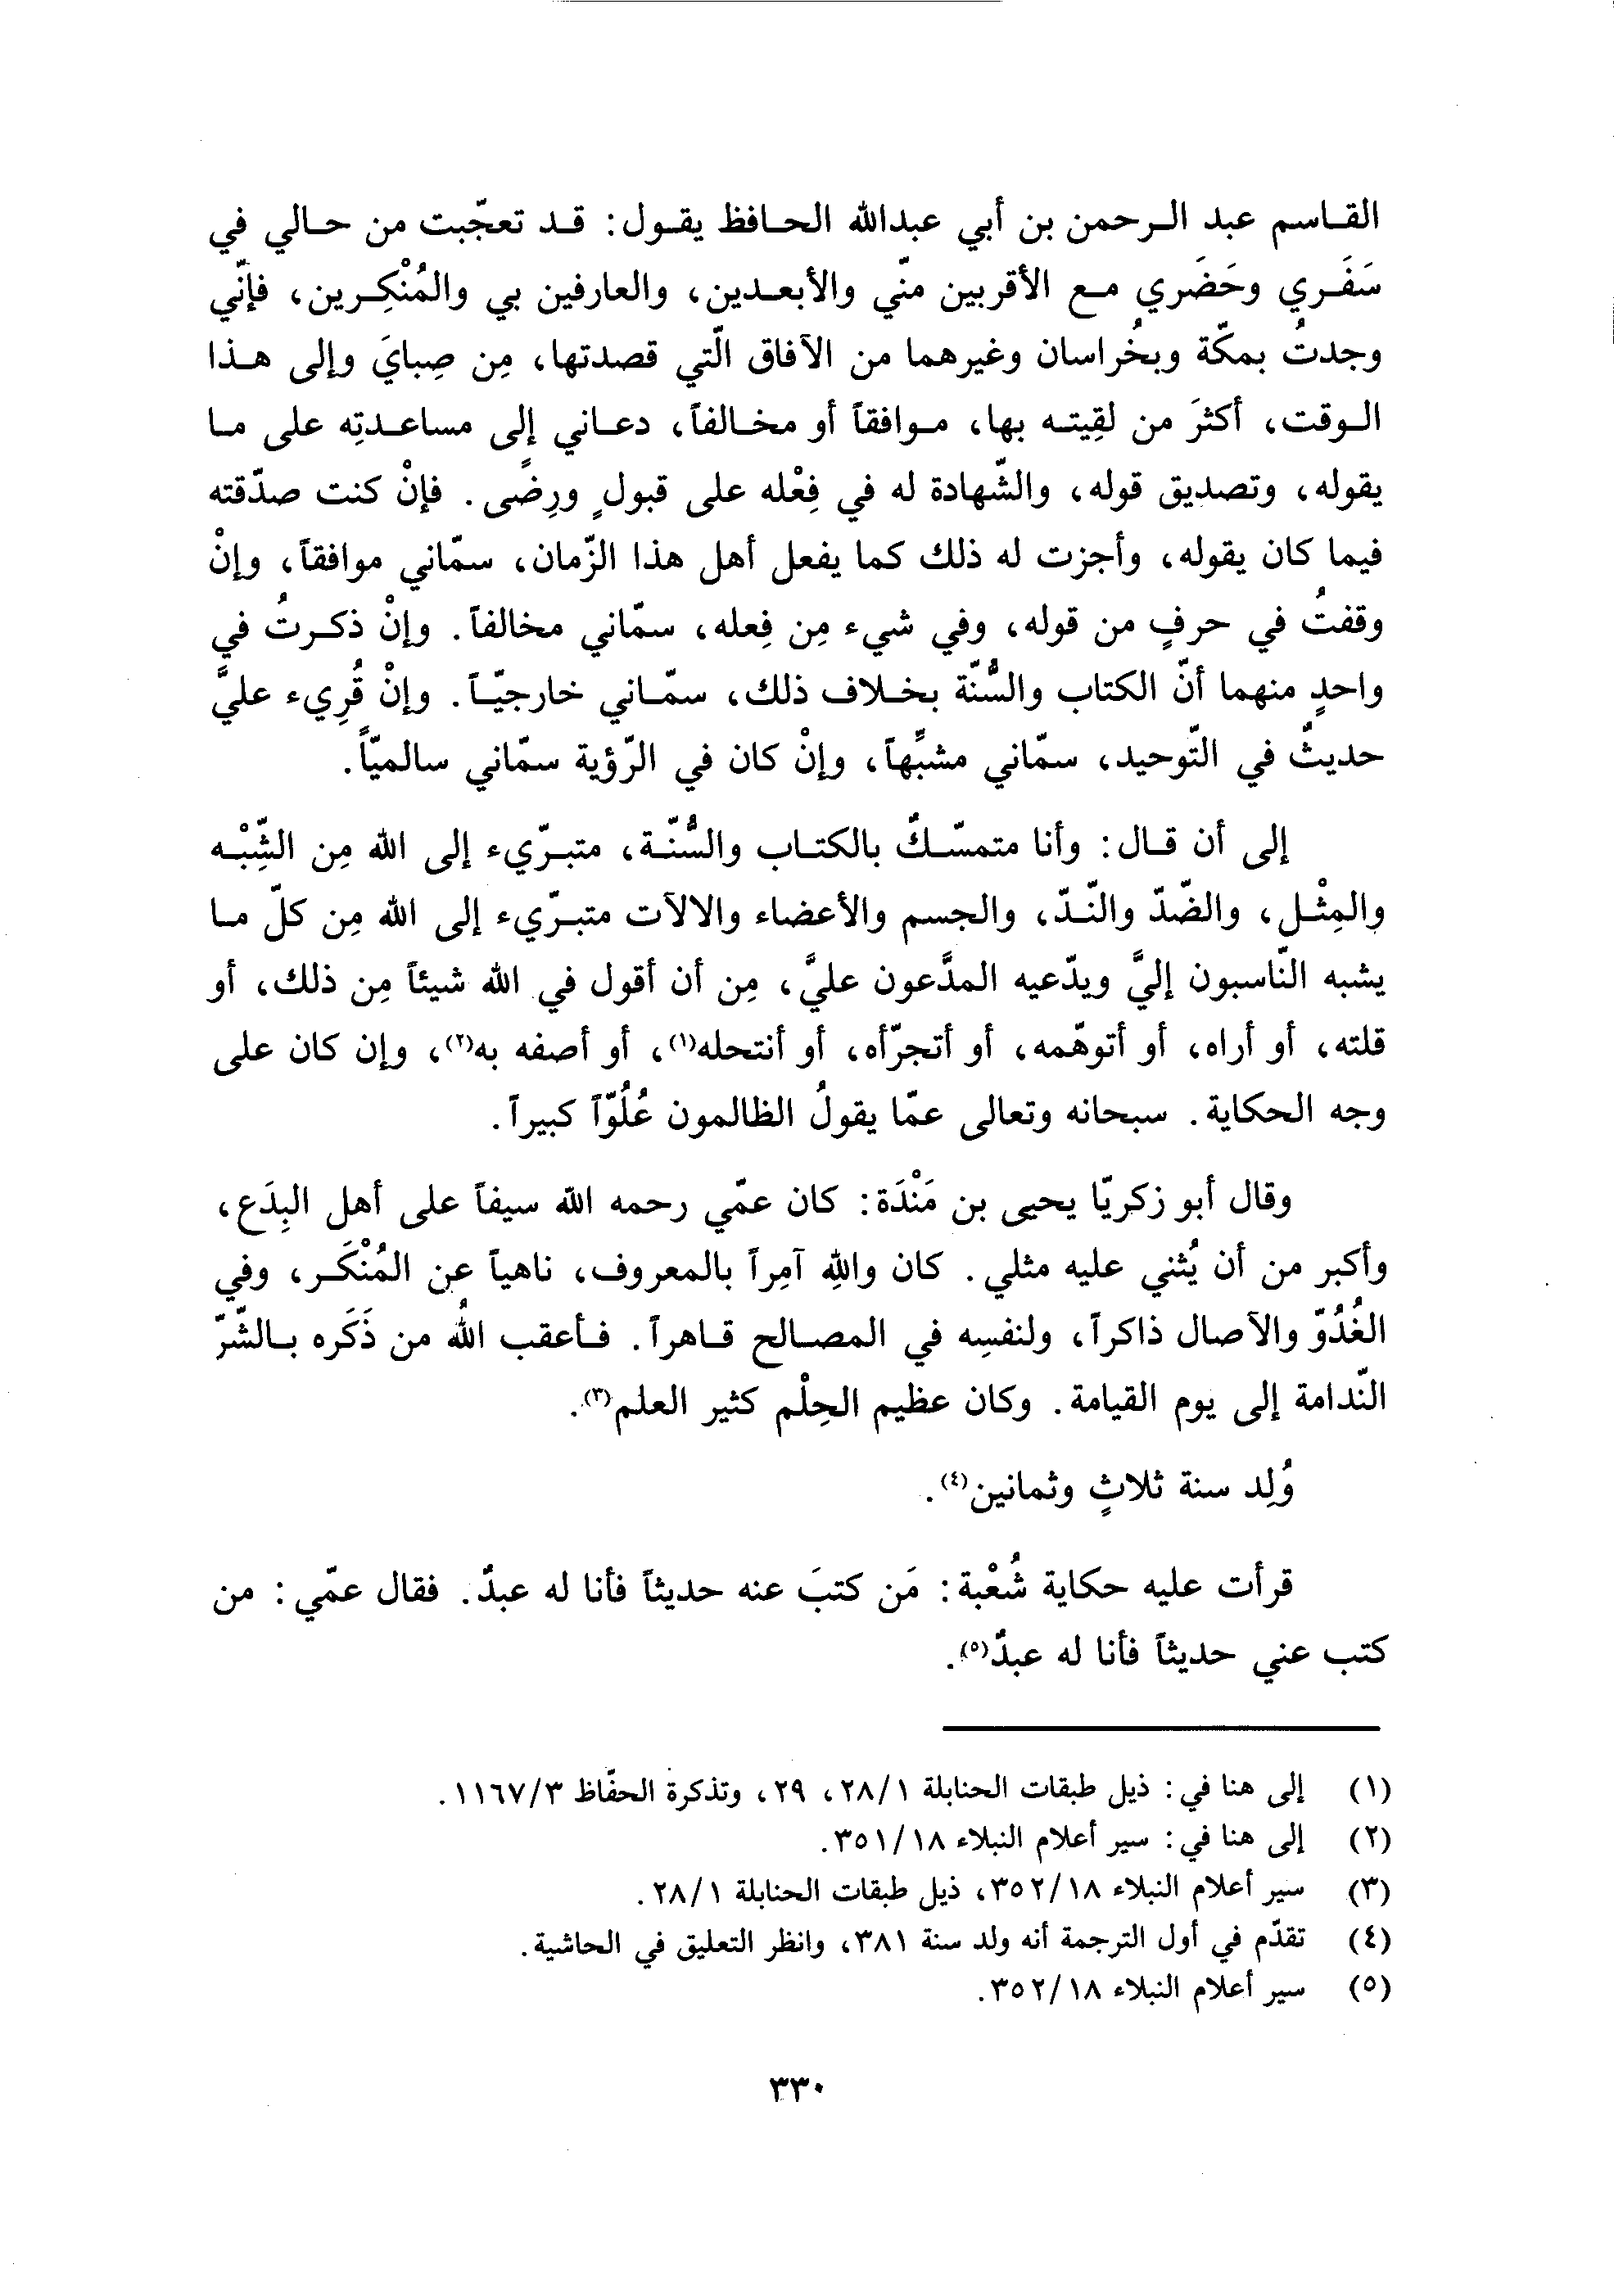 القاسم عبد الرحمن بن أبي عبدالله الحافظ يقول: قد تعجّبت من حالي في
سَفَري وحَضَري مع الأقربين منّي والأبعدين، والعارفين بي والمُنْكِرين، فإنّي
وجدتُ بمكّة وبخُراسان وغيرهما من الآفاق الّتي قصدتها، مِن صِبايَ وإلى هذا
الوقت، أكثرَ من لقِيته بها، موافقاً أو مخالفاً، دعاني إلى مساعدتِه على ما
يقوله، وتصديق قوله، والشّهادة له في فِعْله على قبولٍ ورِضًى. فإنْ كنت صدّقته
فيما كان يقوله، وأجزت له ذلك كما يفعل أهل هذا الزّمان، سمّاني موافقاً، وإنْ
وقفتُ في حرفٍ من قوله، وفي شيء مِن فِعله، سمّاني مخالفاً. وإنْ ذكرتُ في
واحدٍ منهما أنّ الكتاب والسُّنّة بخلاف ذلك، سمّاني خارجيّاً. وإنْ قُرِيء عليَّ
حديثٌ في التّوحيد، سمّاني مشبِّهاً، وإنْ كان في الرّؤية سمّاني سالميّاً.
إلى أن قال: وأنا متمسّكٌ بالكتاب والسُّنّة، متبرّيء إلى الله مِن الشِّبْه
والمِثْل، والضّدّ والنّدّ، والجسم والأعضاء والالآت متبرّيء إلى الله مِن كلّ ما
يشبه النّاسبون إليَّ ويدّعيه المدَّعون عليَّ، مِن أن أقول في الله شيئاً مِن ذلك، أو
قلته، أو أراه، أو أتوهّمه، أو أتجرّأه، أو أنتحله(١)، أو أصفه به(٢)، وإن كان على
وجه الحكاية. سبحانه وتعالى عمّا يقولُ الظالمون عُلُوّاً كبيراً.
وقال أبو زكريّا يحيى بن مَنْدَة: كان عمّي رحمه الله سيفاً على أهل البِدَع،
وأكبر من أن يُثني عليه مثلي. كان واللهِ آمِراً بالمعروف، ناهياً عن المُنْكَر، وفي
الغُدُوّ والآصال ذاكراً، ولنفسِه في المصالح قاهراً. فأعقب اللهُ من ذَكَره بالشّرّ
النّدامة إلى يوم القيامة. وكان عظيم الحِلْم كثير العلم(٣).
وُلِد سنة ثلاثٍ وثمانين(٤).
قرأت عليه حكاية شُعْبة: مَن كتبَ عنه حديثاً فأنا له عبدٌ. فقال عمّي: من
كتب عني حديثاً فأنا له عبدٌ(٥).
(١) إلى هنا في: ذيل طبقات الحنابلة ٢٨/١، ٢٩، وتذكرة الحفّاظ ١١٦٧/٣.
(٢) إلى هنا في: سير أعلام النبلاء ٣٥١/١٨.
(٣) سير أعلام النبلاء ٣٥٢/١٨، ذيل طبقات الحنابلة ٢٨/١.
(٤) تقدّم في أول الترجمة أنه ولد سنة ٣٨١، وانظر التعليق في الحاشية.
(٥) سير أعلام النبلاء ٣٥٢/١٨.
٣٣٠